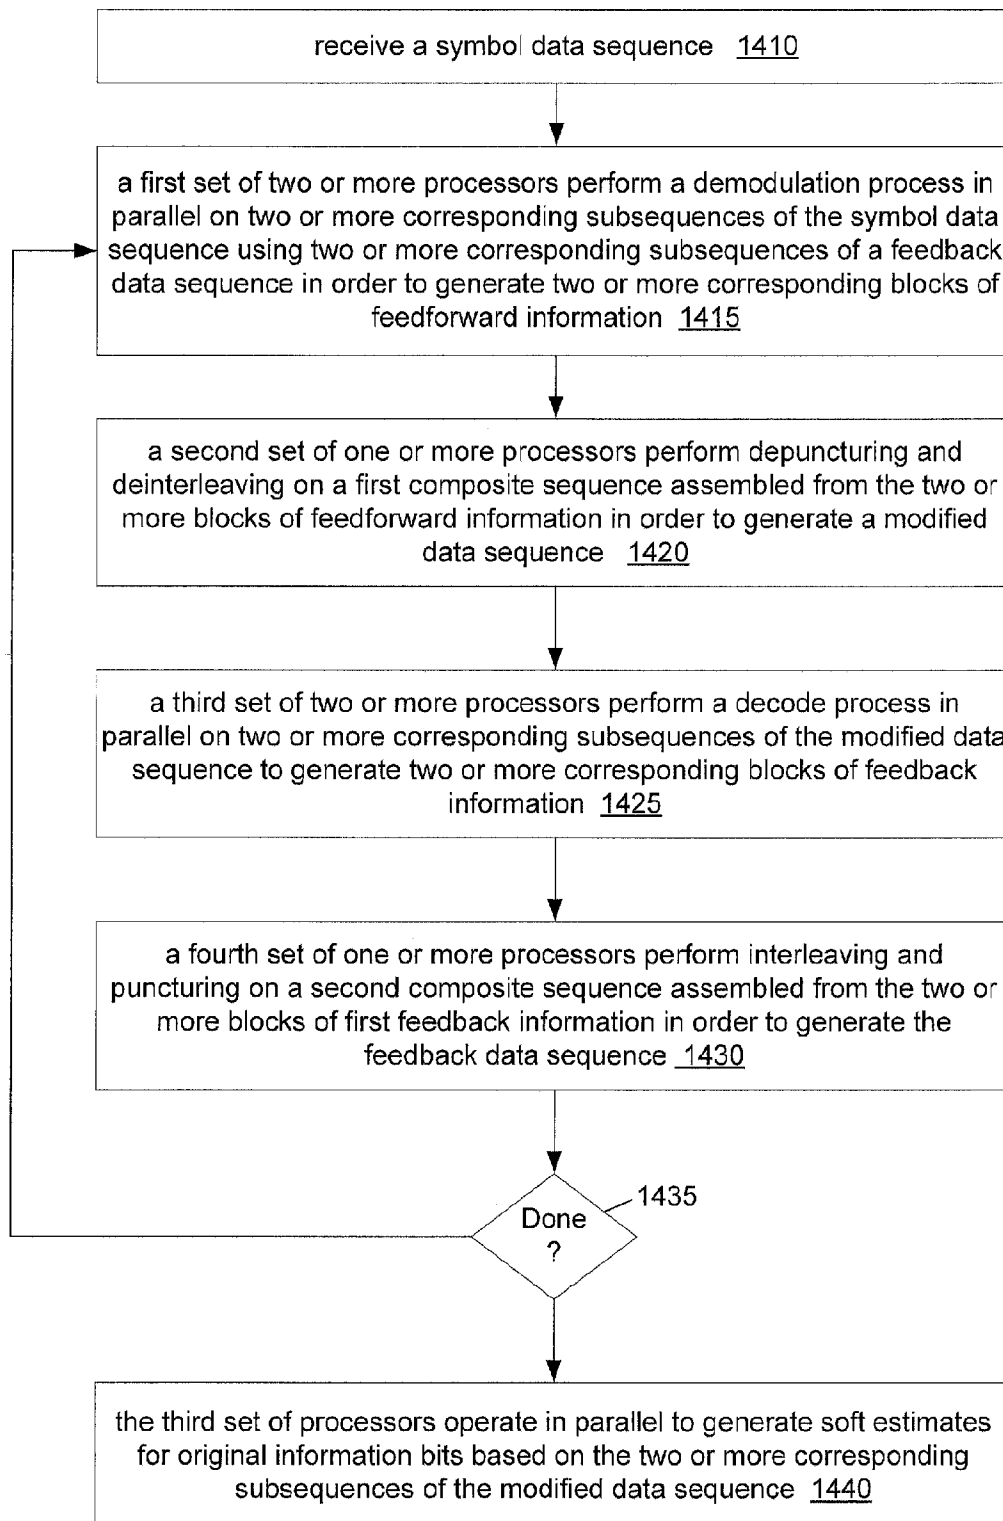 receive a symbol data sequence 1410
a first set of two or more processors perform a demodulation process in
parallel on two or more corresponding subsequences of the symbol data
sequence using two or more corresponding subsequences of a feedback
data sequence in order to generate two or more corresponding blocks of
feedforward information 1415
a second set of one or more processors perform depuncturing and
deinterleaving on a first composite sequence assembled from the two or
more blocks of feedforward information in order to generate a modified
data sequence 1420
a third set of two or more processors perform a decode process in
parallel on two or more corresponding subsequences of the modified data
sequence to generate two or more corresponding blocks of feedback
information 1425
a fourth set of one or more processors perform interleaving and
puncturing on a second composite sequence assembled from the two or
more blocks of first feedback information in order to generate the
feedback data sequence 1430
1435
Done
?
the third set of processors operate in parallel to generate soft estimates
for original information bits based on the two or more corresponding
subsequences of the modified data sequence 1440